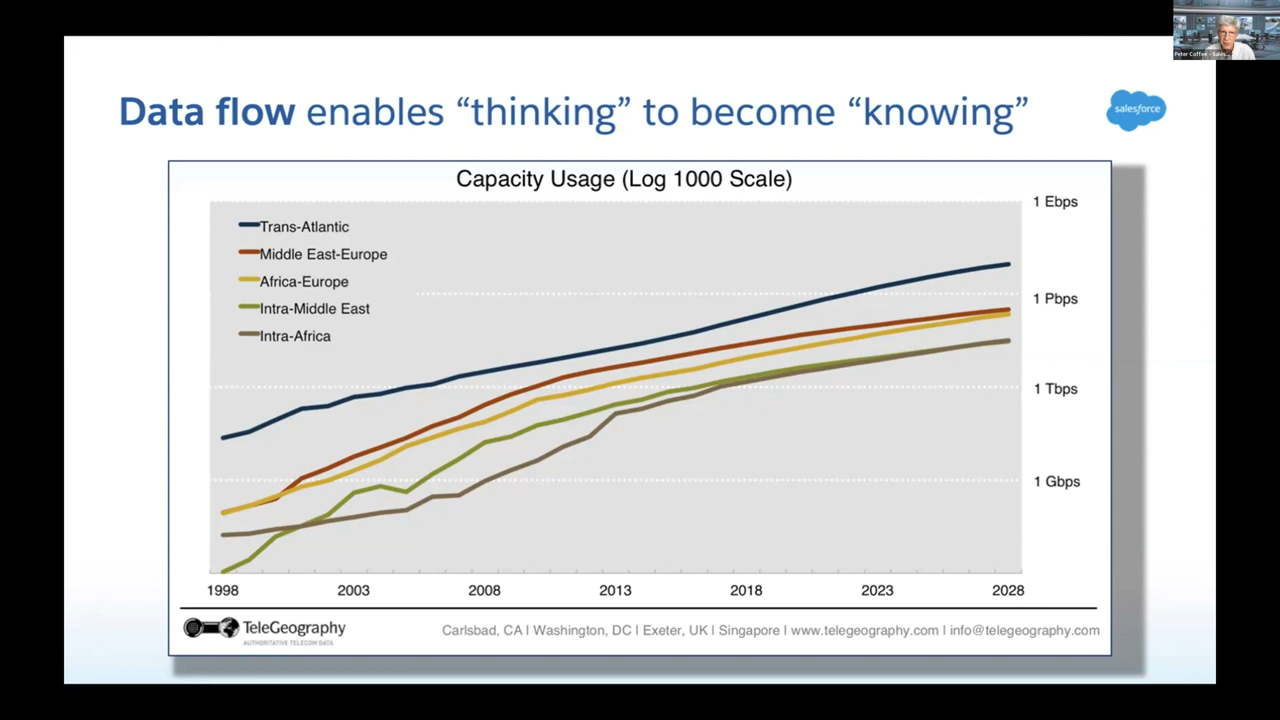 Peter Coffee - Sales...
Data flow enables “thinking” to become “knowing”
salesforce
Capacity Usage (Log 1000 Scale)
1 Ebps
Trans-Atlantic
Middle East-Europe
Africa-Europe
Intra-Middle East
Intra-Africa
1 Pbps
1 Tbps
1 Gbps
1998 2003 2008 2013 2018 2023 2028
TeleGeography
AUTHORITATIVE TELECOM DATA
Carlsbad, CA I Washington, DC I Exeter, UK I Singapore I www.telegeography.com I info@telegeography.com